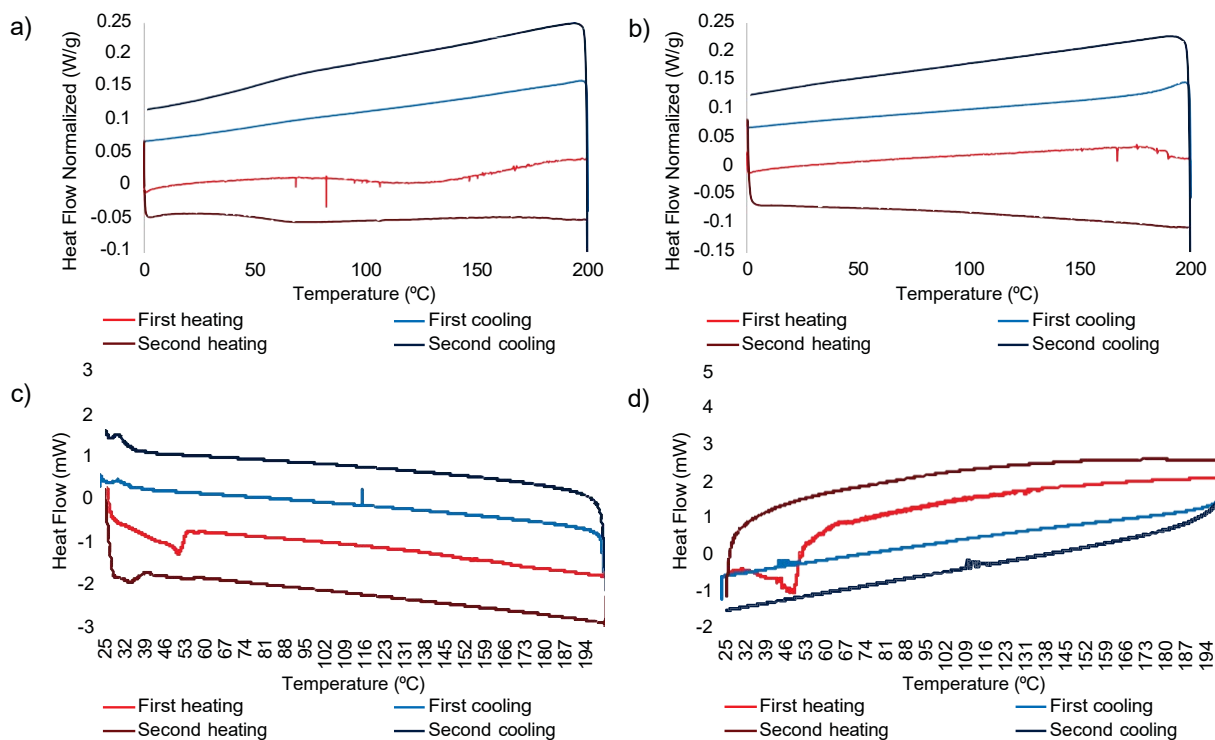 a)
Heat Flow Normalized (W/g)
0.25
0.2
0.15
0.1
0.05
0
-0.05
-0.1
0 50 100 150 200
Temperature (ºC)
First heating First cooling
Second heating Second cooling
b)
Heat Flow Normalized (W/g)
0.25
0.2
0.15
0.1
0.05
0
-0.05
-0.1
-0.15
0 50 100 150 200
Temperature (ºC)
First heating First cooling
Second heating Second cooling
c)
Heat Flow (mW)
3
2
1
0
-1
-2
-3
25 32 39 46 53 60 67 74 81 88 95 102 109 116 124 131 138 145 152 159 166 173 180 187 194
Temperature (ºC)
First heating First cooling
Second heating Second cooling
d)
Heat Flow (mW)
5
4
3
2
1
0
-1
-2
25 32 39 46 53 60 67 74 81 88 95 102 109 116 123 131 138 145 152 159 166 173 180 187 194
Temperature (ºC)
First heating First cooling
Second heating Second cooling